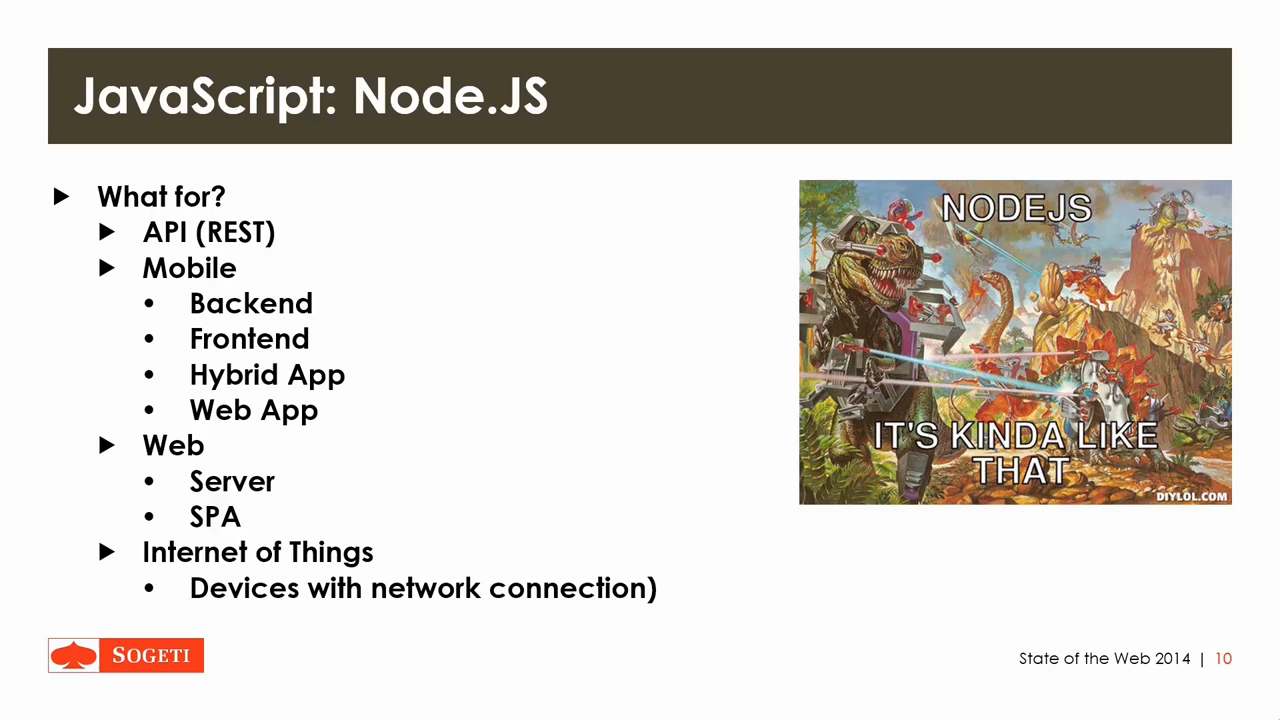 JavaScript: Node.JS
What for?
API (REST)
Mobile
Backend
Frontend
Hybrid App
Web App
Web
Server
SPA
Internet of Things
Devices with network connection)
NODEJS
IT'S KINDA LIKE
THAT
DIYLOL.COM
SOGETI
State of the Web 2014 | 10